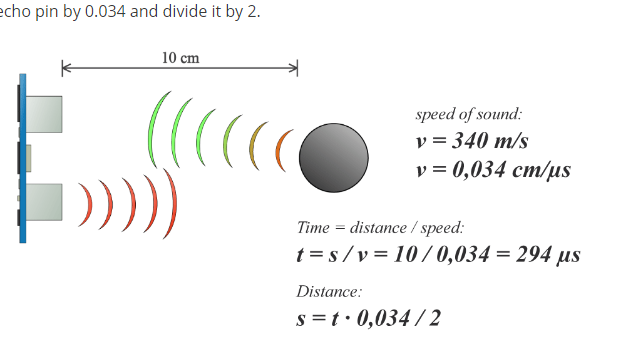 echo pin by 0.034 and divide it by 2.
10 cm
speed of sound:
v = 340 m/s
v = 0,034 cm/µs
Time = distance / speed:
t = s / v = 10 / 0,034 = 294 µs
Distance:
s = t · 0,034 / 2